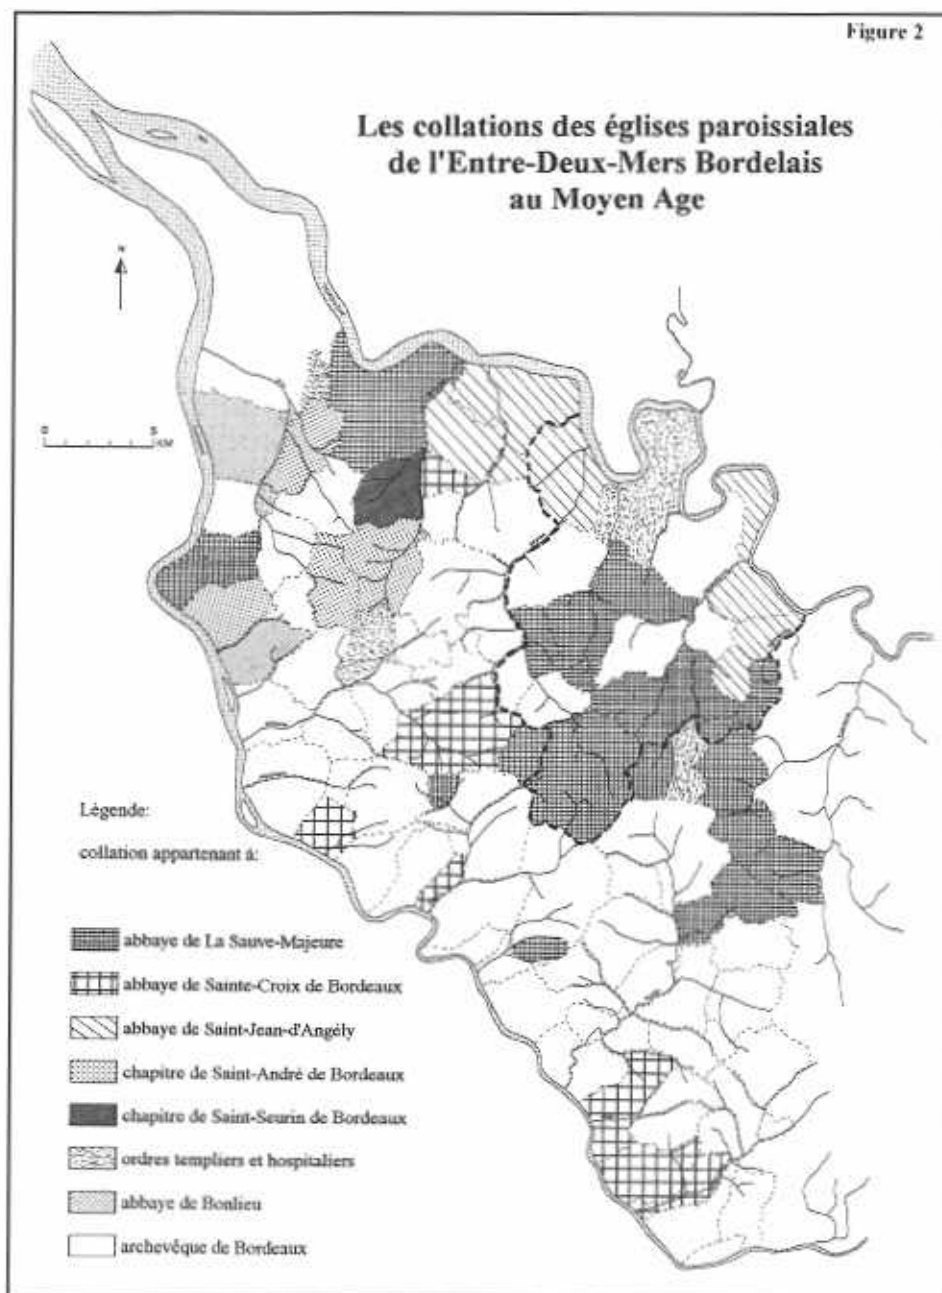 Figure 2
Les collations des églises paroissiales
de l'Entre-Deux-Mers Bordelais
au Moyen Age
N
0 5 KM
Légende:
collation appartenant à:
abbaye de La Sauve-Majeure
abbaye de Sainte-Croix de Bordeaux
abbaye de Saint-Jean-d'Angély
chapitre de Saint-André de Bordeaux
chapitre de Saint-Seurin de Bordeaux
ordres templiers et hospitaliers
abbaye de Bonlieu
archevêque de Bordeaux